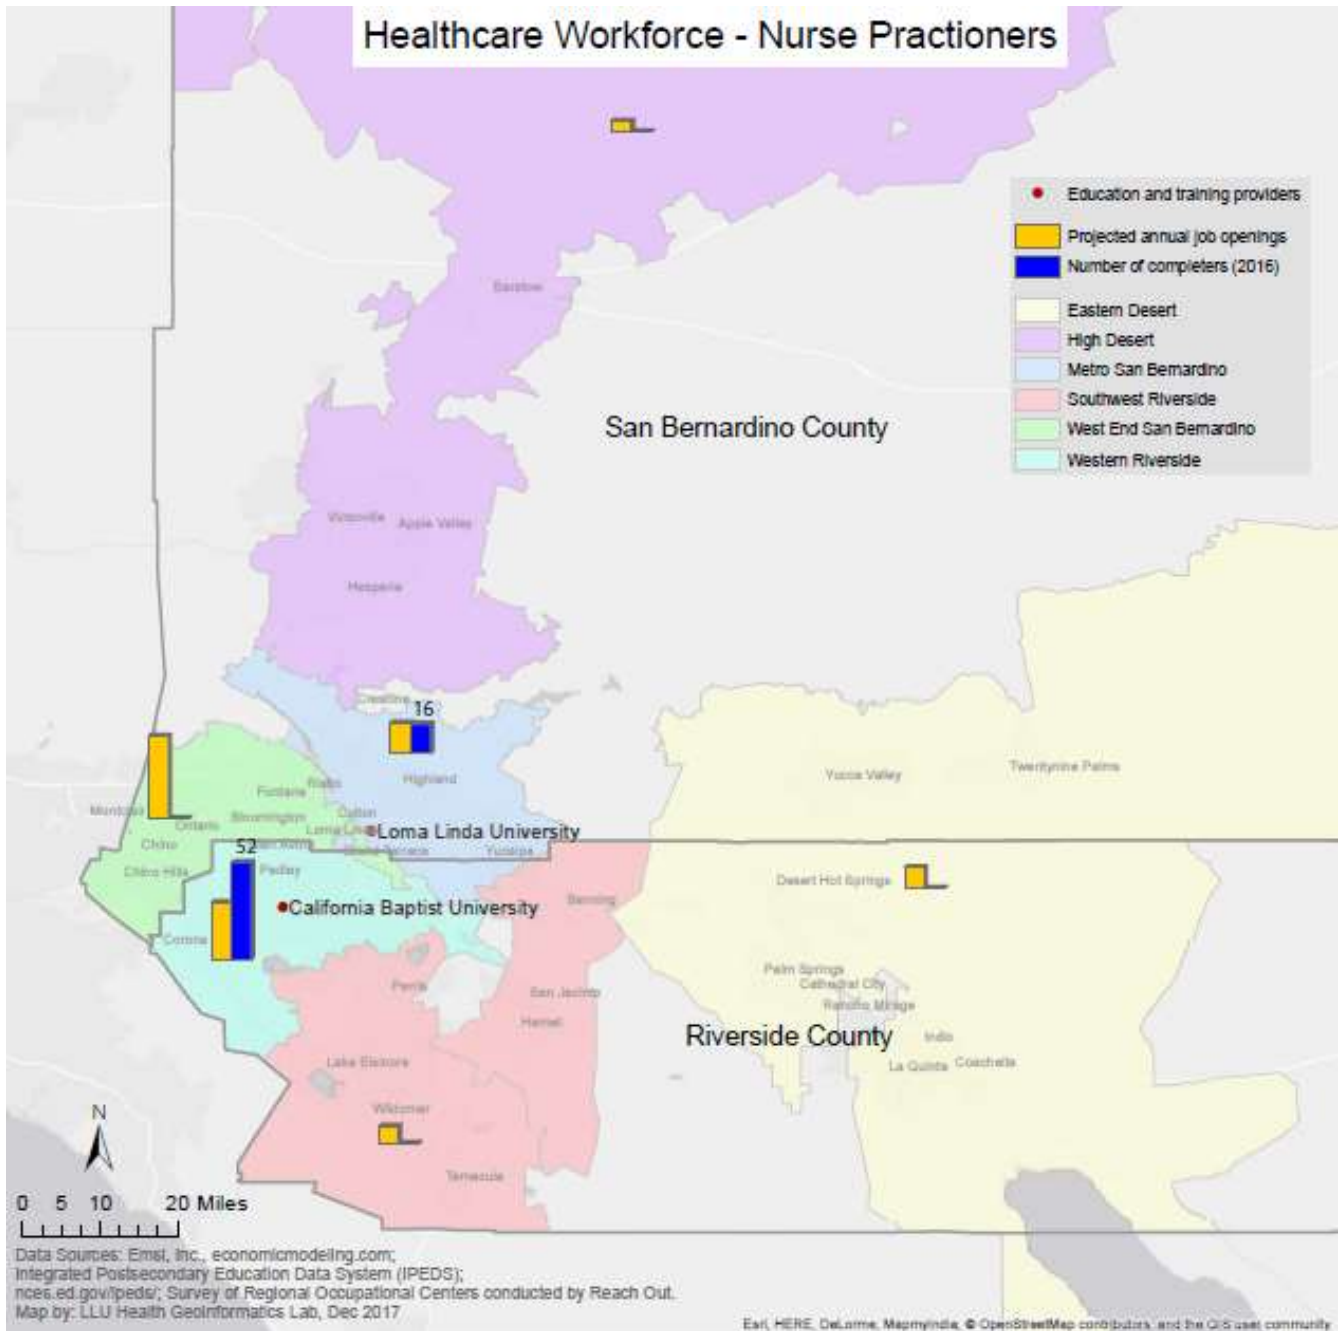 Healthcare Workforce - Nurse Practioners
Education and training providers
Projected annual job openings
Number of completers (2016)
Eastern Desert
High Desert
Metro San Bernardino
Southwest Riverside
West End San Bernardino
Western Riverside
Barstow
San Bernardino County
Victorville
Apple Valley
Hesperia
Crestline
16
Highland
Yucca Valley
Twentynine Palms
Rialto
Fontana
Bloomington
Colton
Montclair
Ontario
Loma Linda
Loma Linda University
Chino
Grand Terrace
Yucaipa
52
Chino Hills
Pedley
Desert Hot Springs
Banning
California Baptist University
Corona
Palm Springs
Cathedral City
Perris
San Jacinto
Rancho Mirage
Hemet
Riverside County
Indio
Lake Elsinore
La Quinta
Coachella
Wildomar
N
Temecula
0 5 10 20 Miles
Data Sources: Emsi, Inc., economicmodeling.com;
Integrated Postsecondary Education Data System (IPEDS);
nces.ed.gov/ipeds/; Survey of Regional Occupational Centers conducted by Reach Out.
Map by: LLU Health Geoinformatics Lab, Dec 2017
Esri, HERE, DeLorme, MapmyIndia, © OpenStreetMap contributors, and the GIS user community